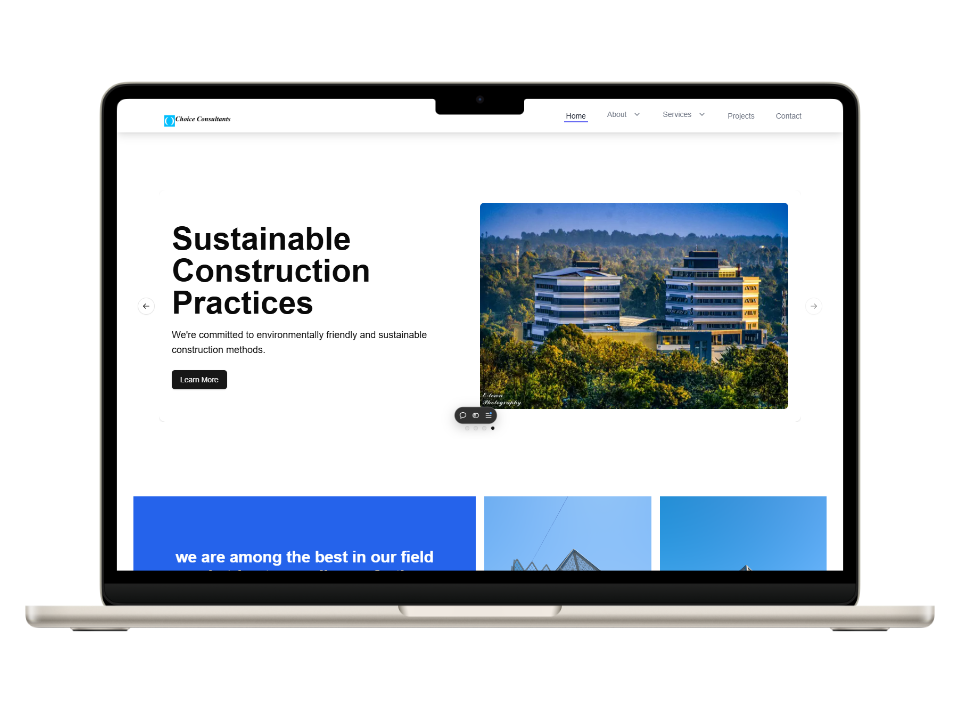 Choice Consultants
Home About Services Projects Contact
Sustainable
Construction
Practices
We're committed to environmentally friendly and sustainable
construction methods.
Learn More
Photography
we are among the best in our field